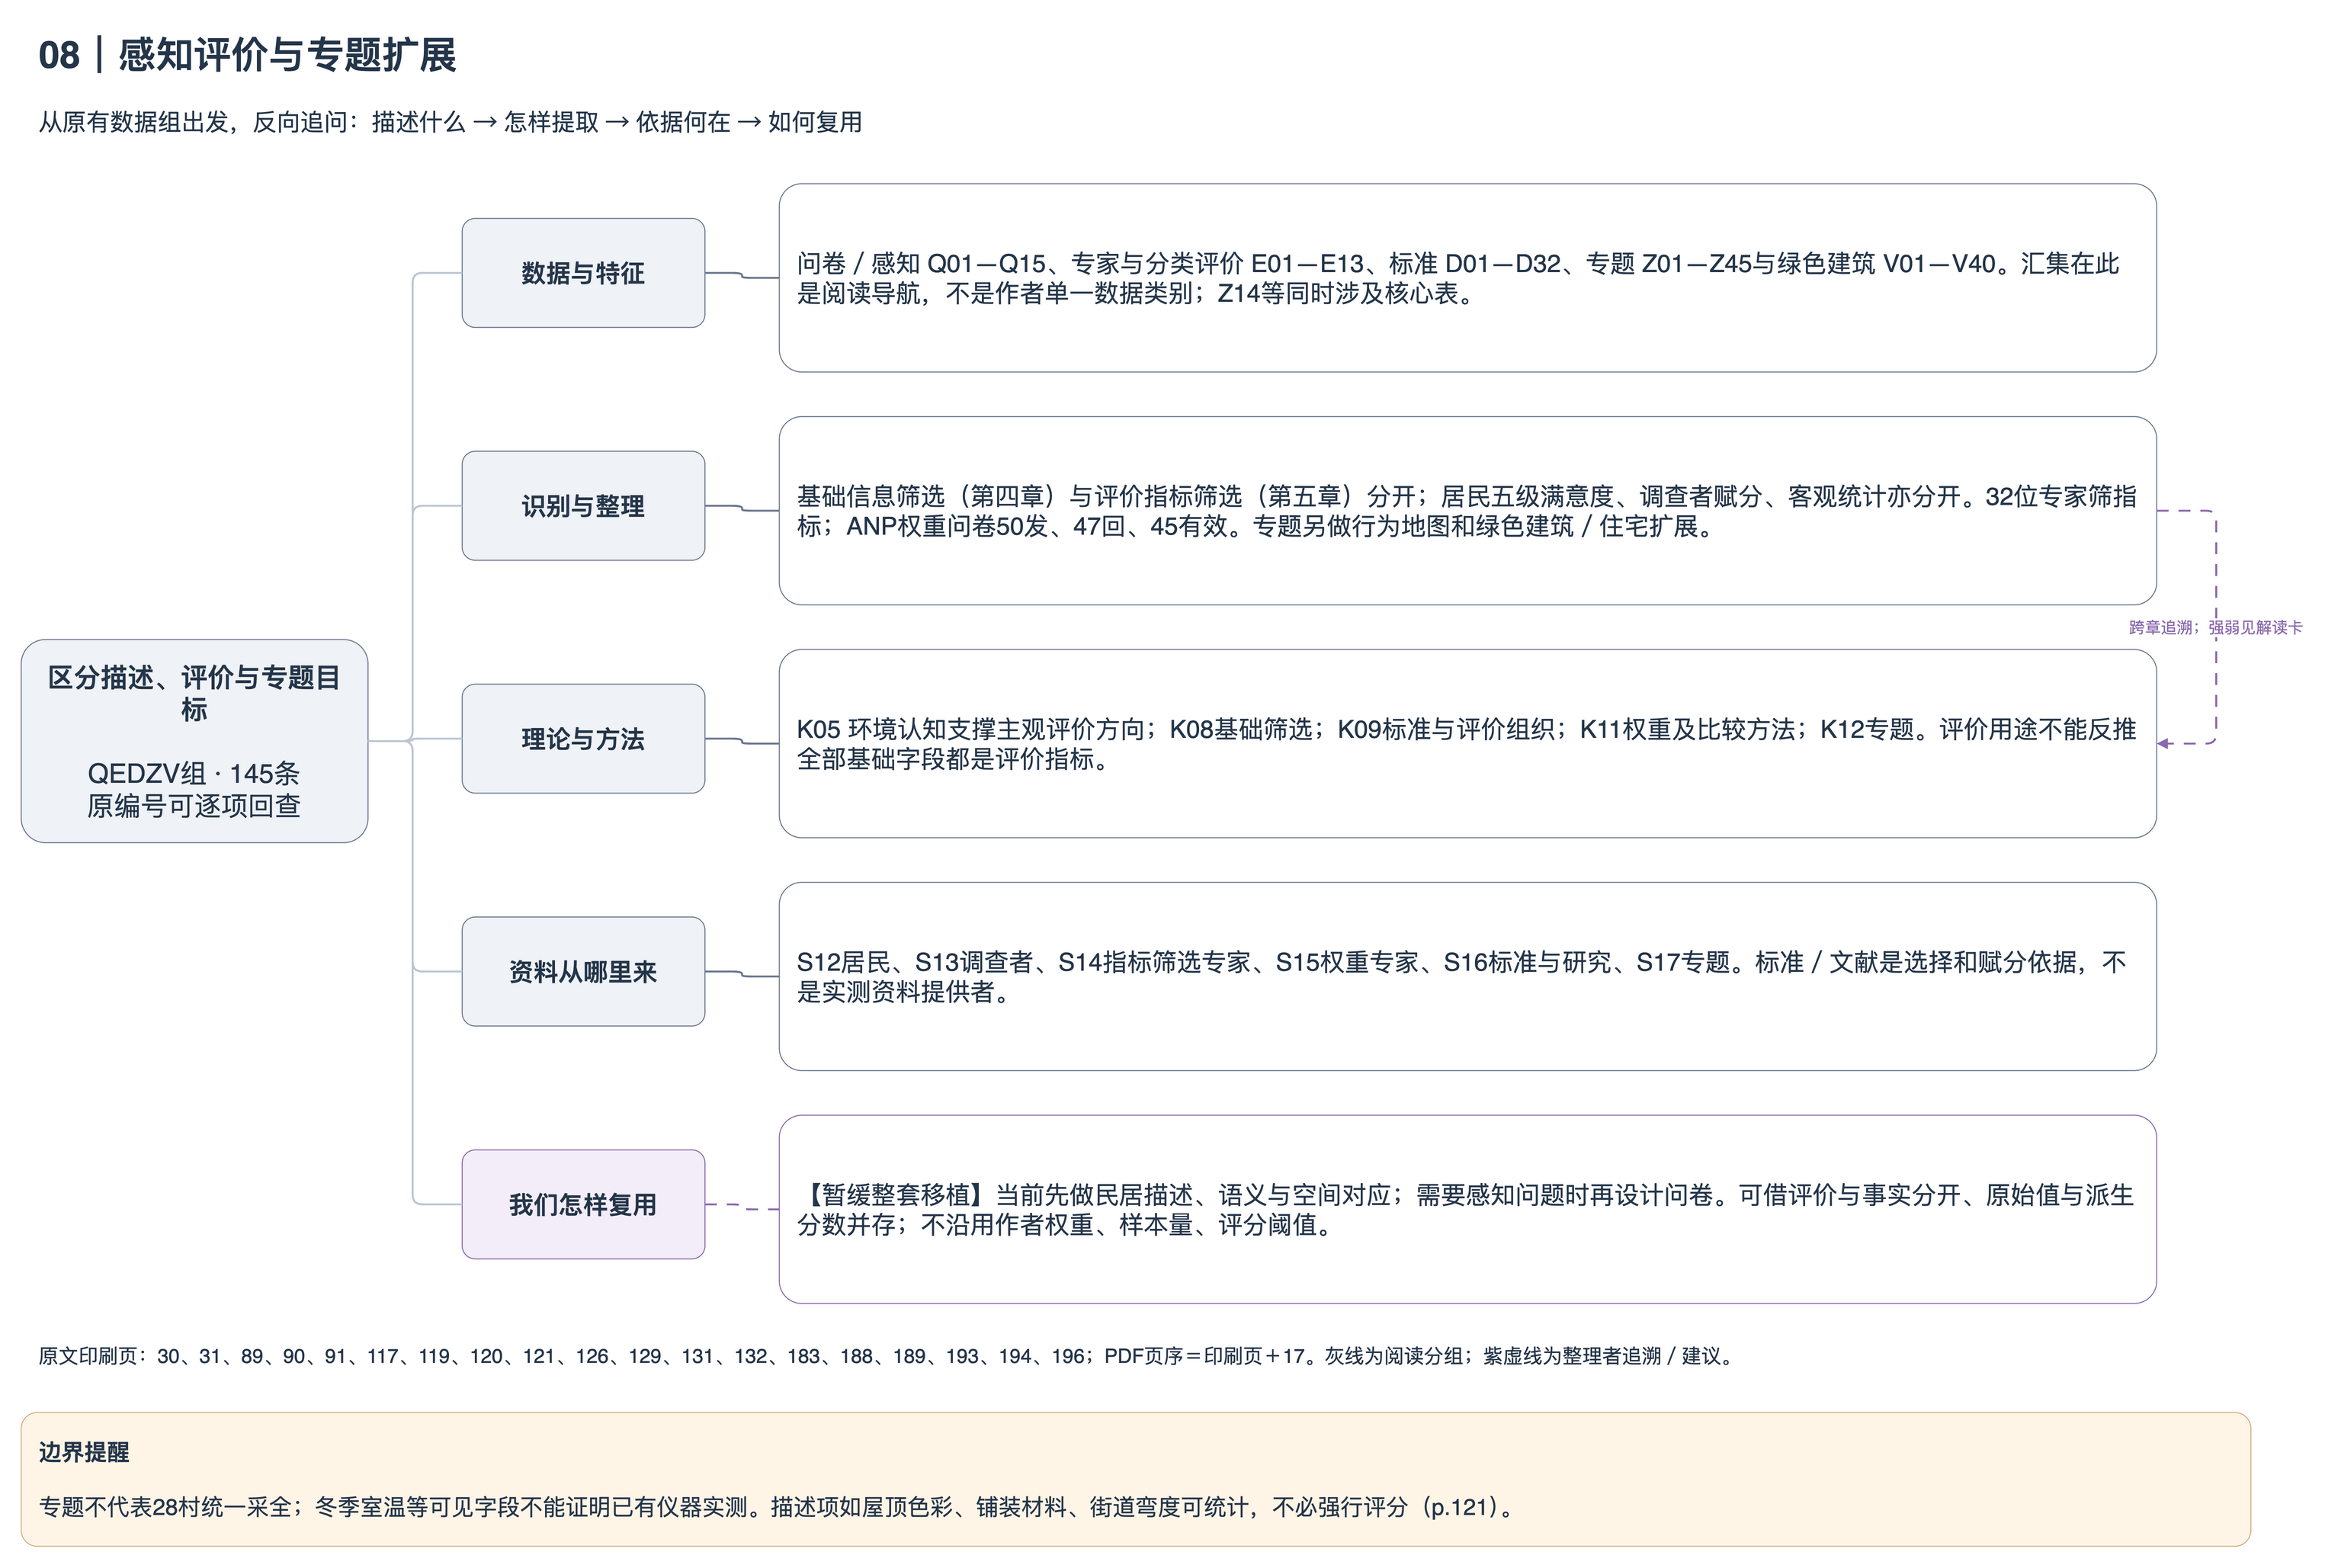 08｜感知评价与专题扩展
从原有数据组出发，反向追问：描述什么 → 怎样提取 → 依据何在 → 如何复用
数据与特征
问卷 / 感知 Q01—Q15、专家与分类评价 E01—E13、标准 D01—D32、专题 Z01—Z45与绿色建筑 V01—V40。汇集在此
是阅读导航，不是作者单一数据类别；Z14等同时涉及核心表。
识别与整理
基础信息筛选（第四章）与评价指标筛选（第五章）分开；居民五级满意度、调查者赋分、客观统计亦分开。32位专家筛指
标；ANP权重问卷50发、47回、45有效。专题另做行为地图和绿色建筑 / 住宅扩展。
跨章追溯；强弱见解读卡
区分描述、评价与专题目
标
QEDZV组 · 145条
原编号可逐项回查
理论与方法
K05 环境认知支撑主观评价方向；K08基础筛选；K09标准与评价组织；K11权重及比较方法；K12专题。评价用途不能反推
全部基础字段都是评价指标。
资料从哪里来
S12居民、S13调查者、S14指标筛选专家、S15权重专家、S16标准与研究、S17专题。标准 / 文献是选择和赋分依据，不
是实测资料提供者。
我们怎样复用
【暂缓整套移植】当前先做民居描述、语义与空间对应；需要感知问题时再设计问卷。可借评价与事实分开、原始值与派生
分数并存；不沿用作者权重、样本量、评分阈值。
原文印刷页：30、31、89、90、91、117、119、120、121、126、129、131、132、183、188、189、193、194、196；PDF页序＝印刷页＋17。灰线为阅读分组；紫虚线为整理者追溯 / 建议。
边界提醒
专题不代表28村统一采全；冬季室温等可见字段不能证明已有仪器实测。描述项如屋顶色彩、铺装材料、街道弯度可统计，不必强行评分（p.121）。